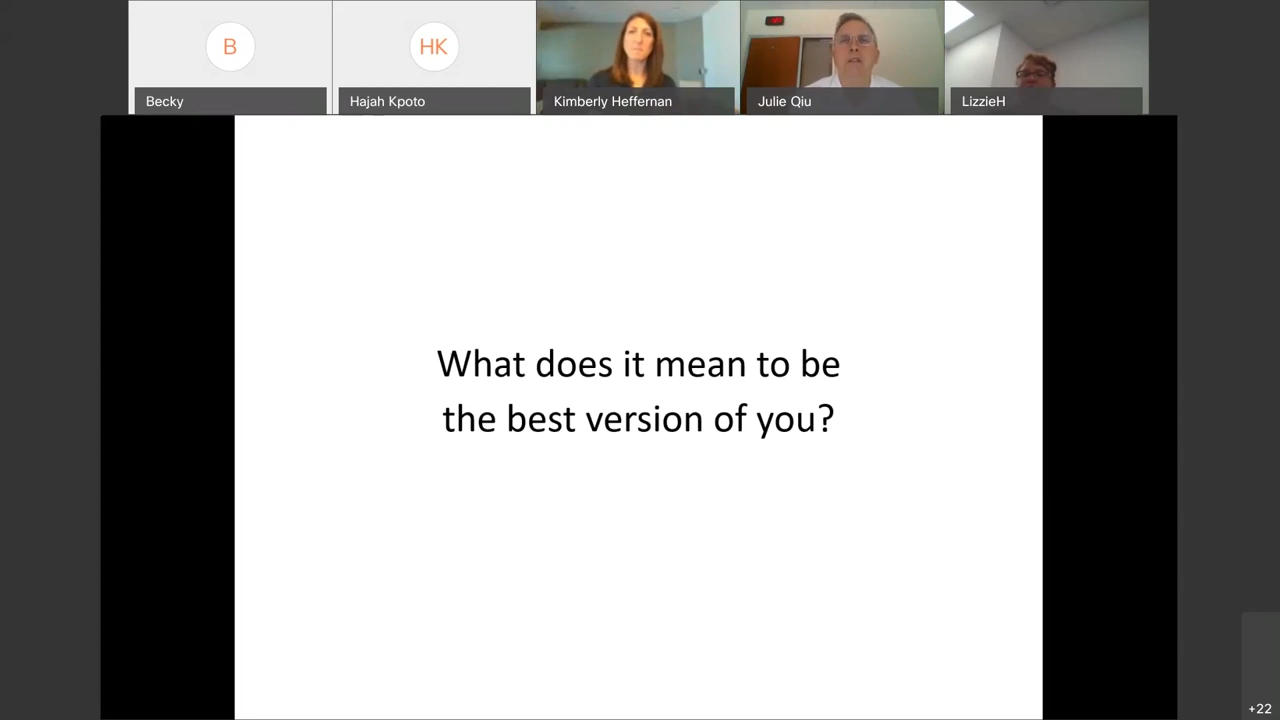 B
HK
Becky
Hajah Kpoto
Kimberly Heffernan
Julie Qiu
LizzieH
What does it mean to be
the best version of you?
+22